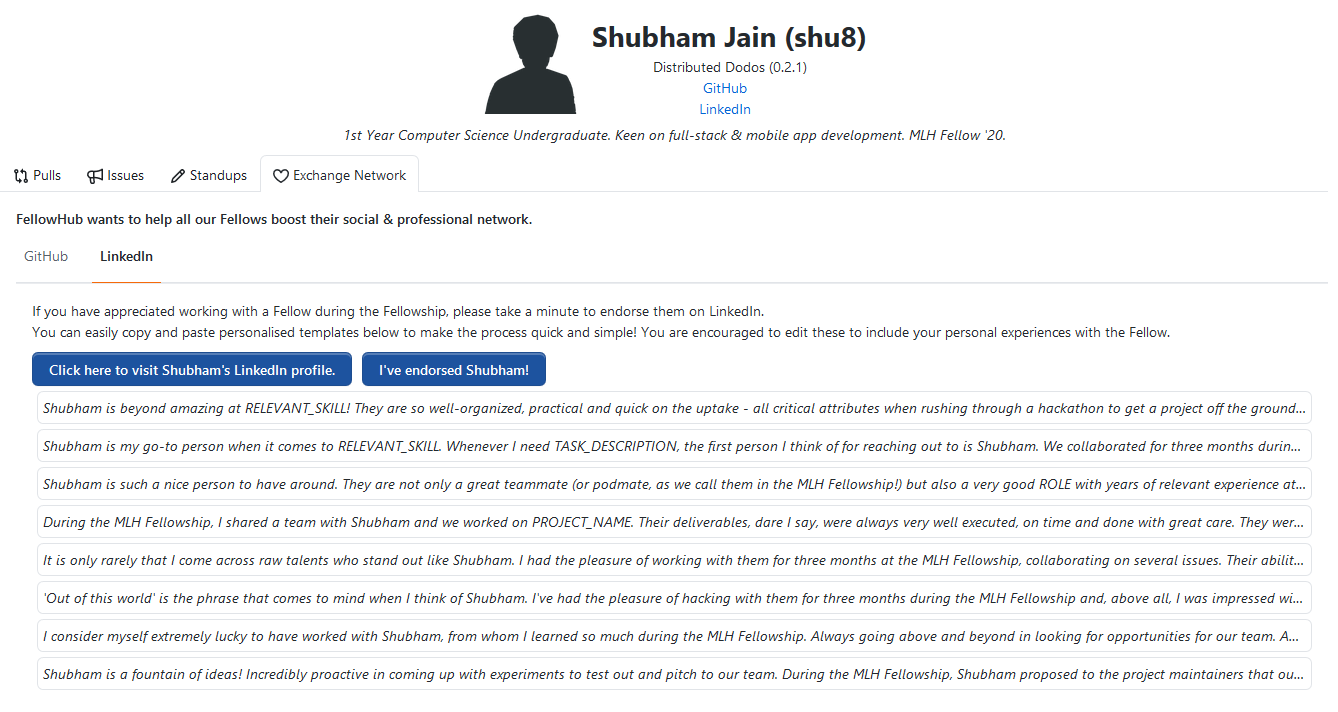 Shubham Jain (shu8)
Distributed Dodos (0.2.1)
GitHub
LinkedIn
1st Year Computer Science Undergraduate. Keen on full-stack & mobile app development. MLH Fellow '20.
Pulls Issues Standups Exchange Network
FellowHub wants to help all our Fellows boost their social & professional network.
GitHub LinkedIn
If you have appreciated working with a Fellow during the Fellowship, please take a minute to endorse them on LinkedIn.
You can easily copy and paste personalised templates below to make the process quick and simple! You are encouraged to edit these to include your personal experiences with the Fellow.
Click here to visit Shubham's LinkedIn profile. I've endorsed Shubham!
Shubham is beyond amazing at RELEVANT_SKILL! They are so well-organized, practical and quick on the uptake - all critical attributes when rushing through a hackathon to get a project off the ground...
Shubham is my go-to person when it comes to RELEVANT_SKILL. Whenever I need TASK_DESCRIPTION, the first person I think of for reaching out to is Shubham. We collaborated for three months durin...
Shubham is such a nice person to have around. They are not only a great teammate (or podmate, as we call them in the MLH Fellowship!) but also a very good ROLE with years of relevant experience at...
During the MLH Fellowship, I shared a team with Shubham and we worked on PROJECT_NAME. Their deliverables, dare I say, were always very well executed, on time and done with great care. They wer...
It is only rarely that I come across raw talents who stand out like Shubham. I had the pleasure of working with them for three months at the MLH Fellowship, collaborating on several issues. Their abilit...
'Out of this world' is the phrase that comes to mind when I think of Shubham. I've had the pleasure of hacking with them for three months during the MLH Fellowship and, above all, I was impressed wi...
I consider myself extremely lucky to have worked with Shubham, from whom I learned so much during the MLH Fellowship. Always going above and beyond in looking for opportunities for our team. A...
Shubham is a fountain of ideas! Incredibly proactive in coming up with experiments to test out and pitch to our team. During the MLH Fellowship, Shubham proposed to the project maintainers that ou...